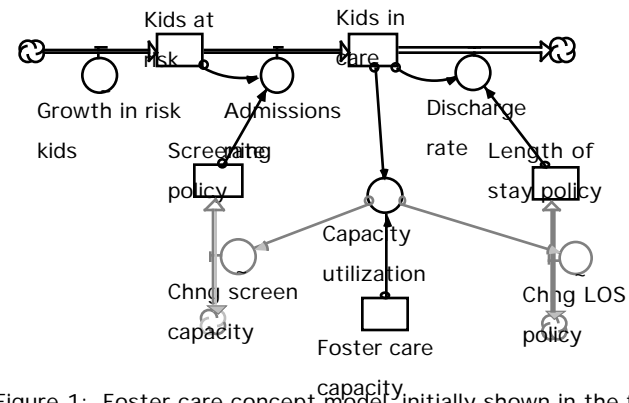 Kids at
risk
Kids in
care
Growth in risk
kids
Admissions
rate
Discharge
rate
Screening
policy
Length of
stay policy
Capacity
utilization
Chng screen
capacity
Chng LOS
policy
Foster care
capacity
Figure 1: Foster care concept model initially shown in the